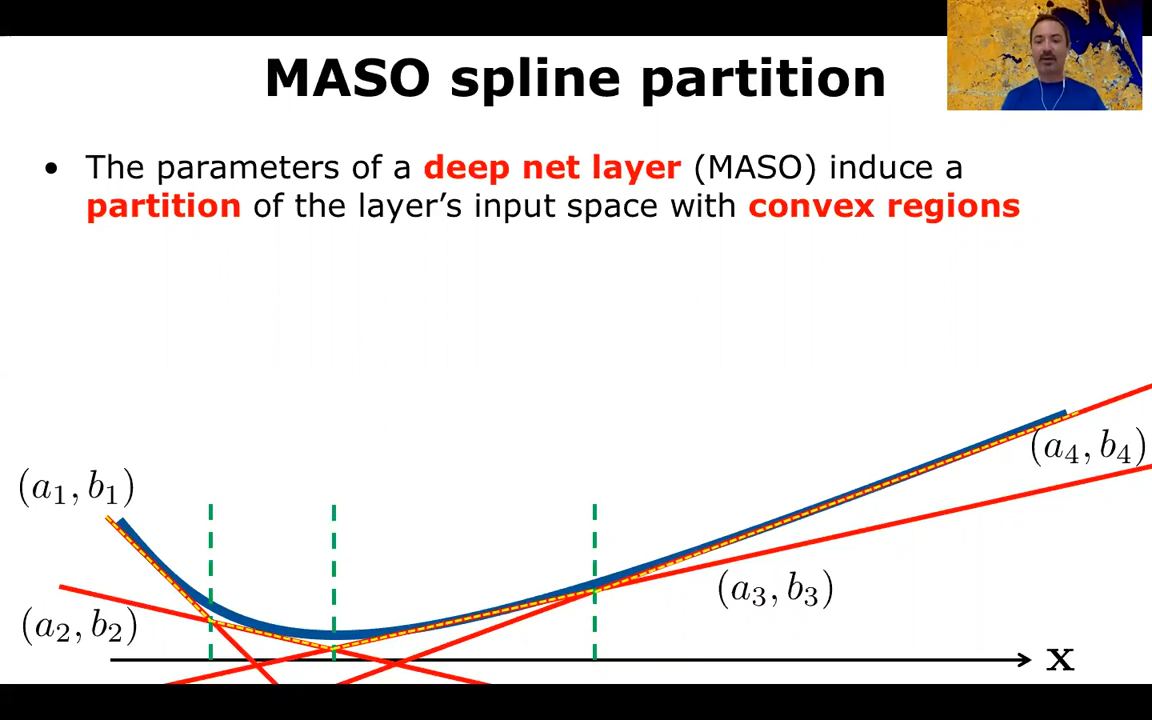 MASO spline partition
• The parameters of a deep net layer (MASO) induce a
partition of the layer’s input space with convex regions
(a₁, b₁)
(a₂, b₂)
(a₃, b₃)
(a₄, b₄)
x